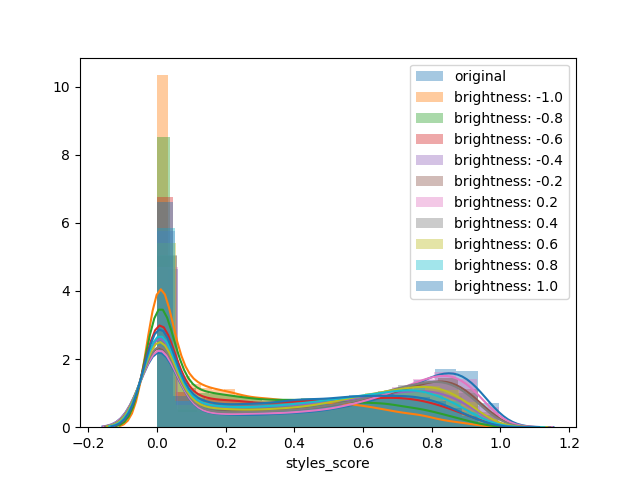 original
brightness: -1.0
brightness: -0.8
brightness: -0.6
brightness: -0.4
brightness: -0.2
brightness: 0.2
brightness: 0.4
brightness: 0.6
brightness: 0.8
brightness: 1.0
10
8
6
4
2
0
−0.2 0.0 0.2 0.4 0.6 0.8 1.0 1.2
styles_score